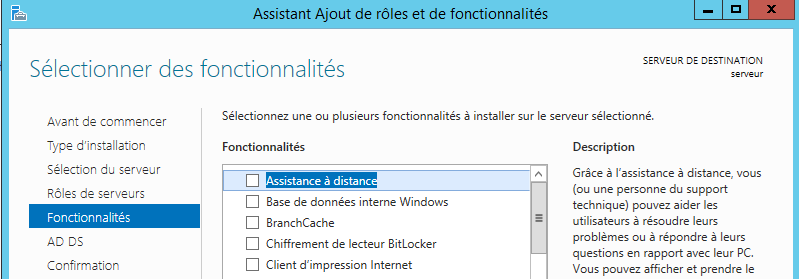 Assistant Ajout de rôles et de fonctionnalités
Sélectionner des fonctionnalités
SERVEUR DE DESTINATION
serveur
Avant de commencer
Type d'installation
Sélection du serveur
Rôles de serveurs
Fonctionnalités
AD DS
Confirmation
Sélectionnez une ou plusieurs fonctionnalités à installer sur le serveur sélectionné.
Fonctionnalités
Assistance à distance
Base de données interne Windows
BranchCache
Chiffrement de lecteur BitLocker
Client d'impression Internet
Description
Grâce à l'assistance à distance, vous
(ou une personne du support
technique) pouvez aider les
utilisateurs à résoudre leurs
problèmes ou à répondre à leurs
questions en rapport avec leur PC.
Vous pouvez afficher et prendre le